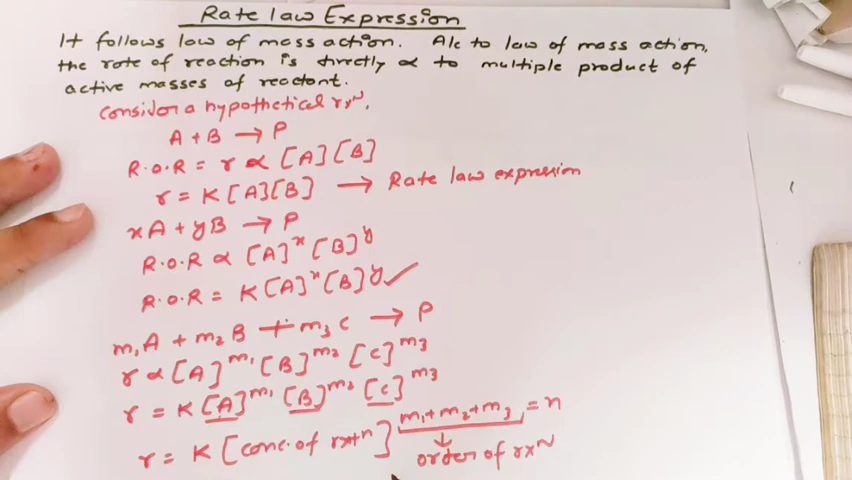 Rate law Expression
It follows law of mass action. Alc to law of mass action,
the rate of reaction is directly ∝ to multiple product of
active masses of reactant.
consider a hypothetical rxᴺ,
A + B → P
R.O.R = r ∝ [A][B]
r = K[A][B] → Rate law expression
xA + yB → P
R.O.R ∝ [A]ˣ [B]ʸ
R.O.R = K[A]ˣ[B]ʸ ✓
m₁A + m₂B + m₃C → P
r ∝ [A]^m₁ [B]^m₂ [C]^m₃
r = K[A]^m₁ [B]^m₂ [C]^m₃
r = K[conc. of rxtn]^m₁+m₂+m₃ = n
↓
order of rxᴺ